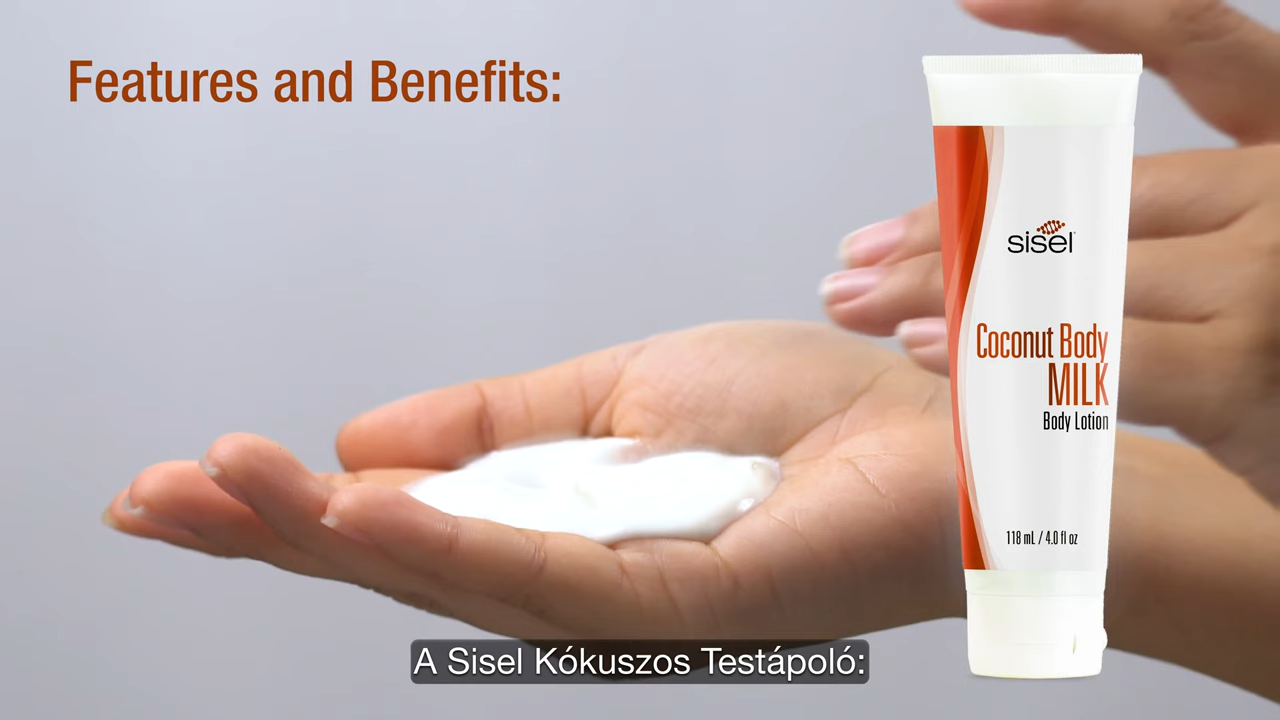 Features and Benefits:
sisel
Coconut Body
MILK
Body Lotion
118 mL / 4.0 fl oz
A Sisel Kókuszos Testápoló: